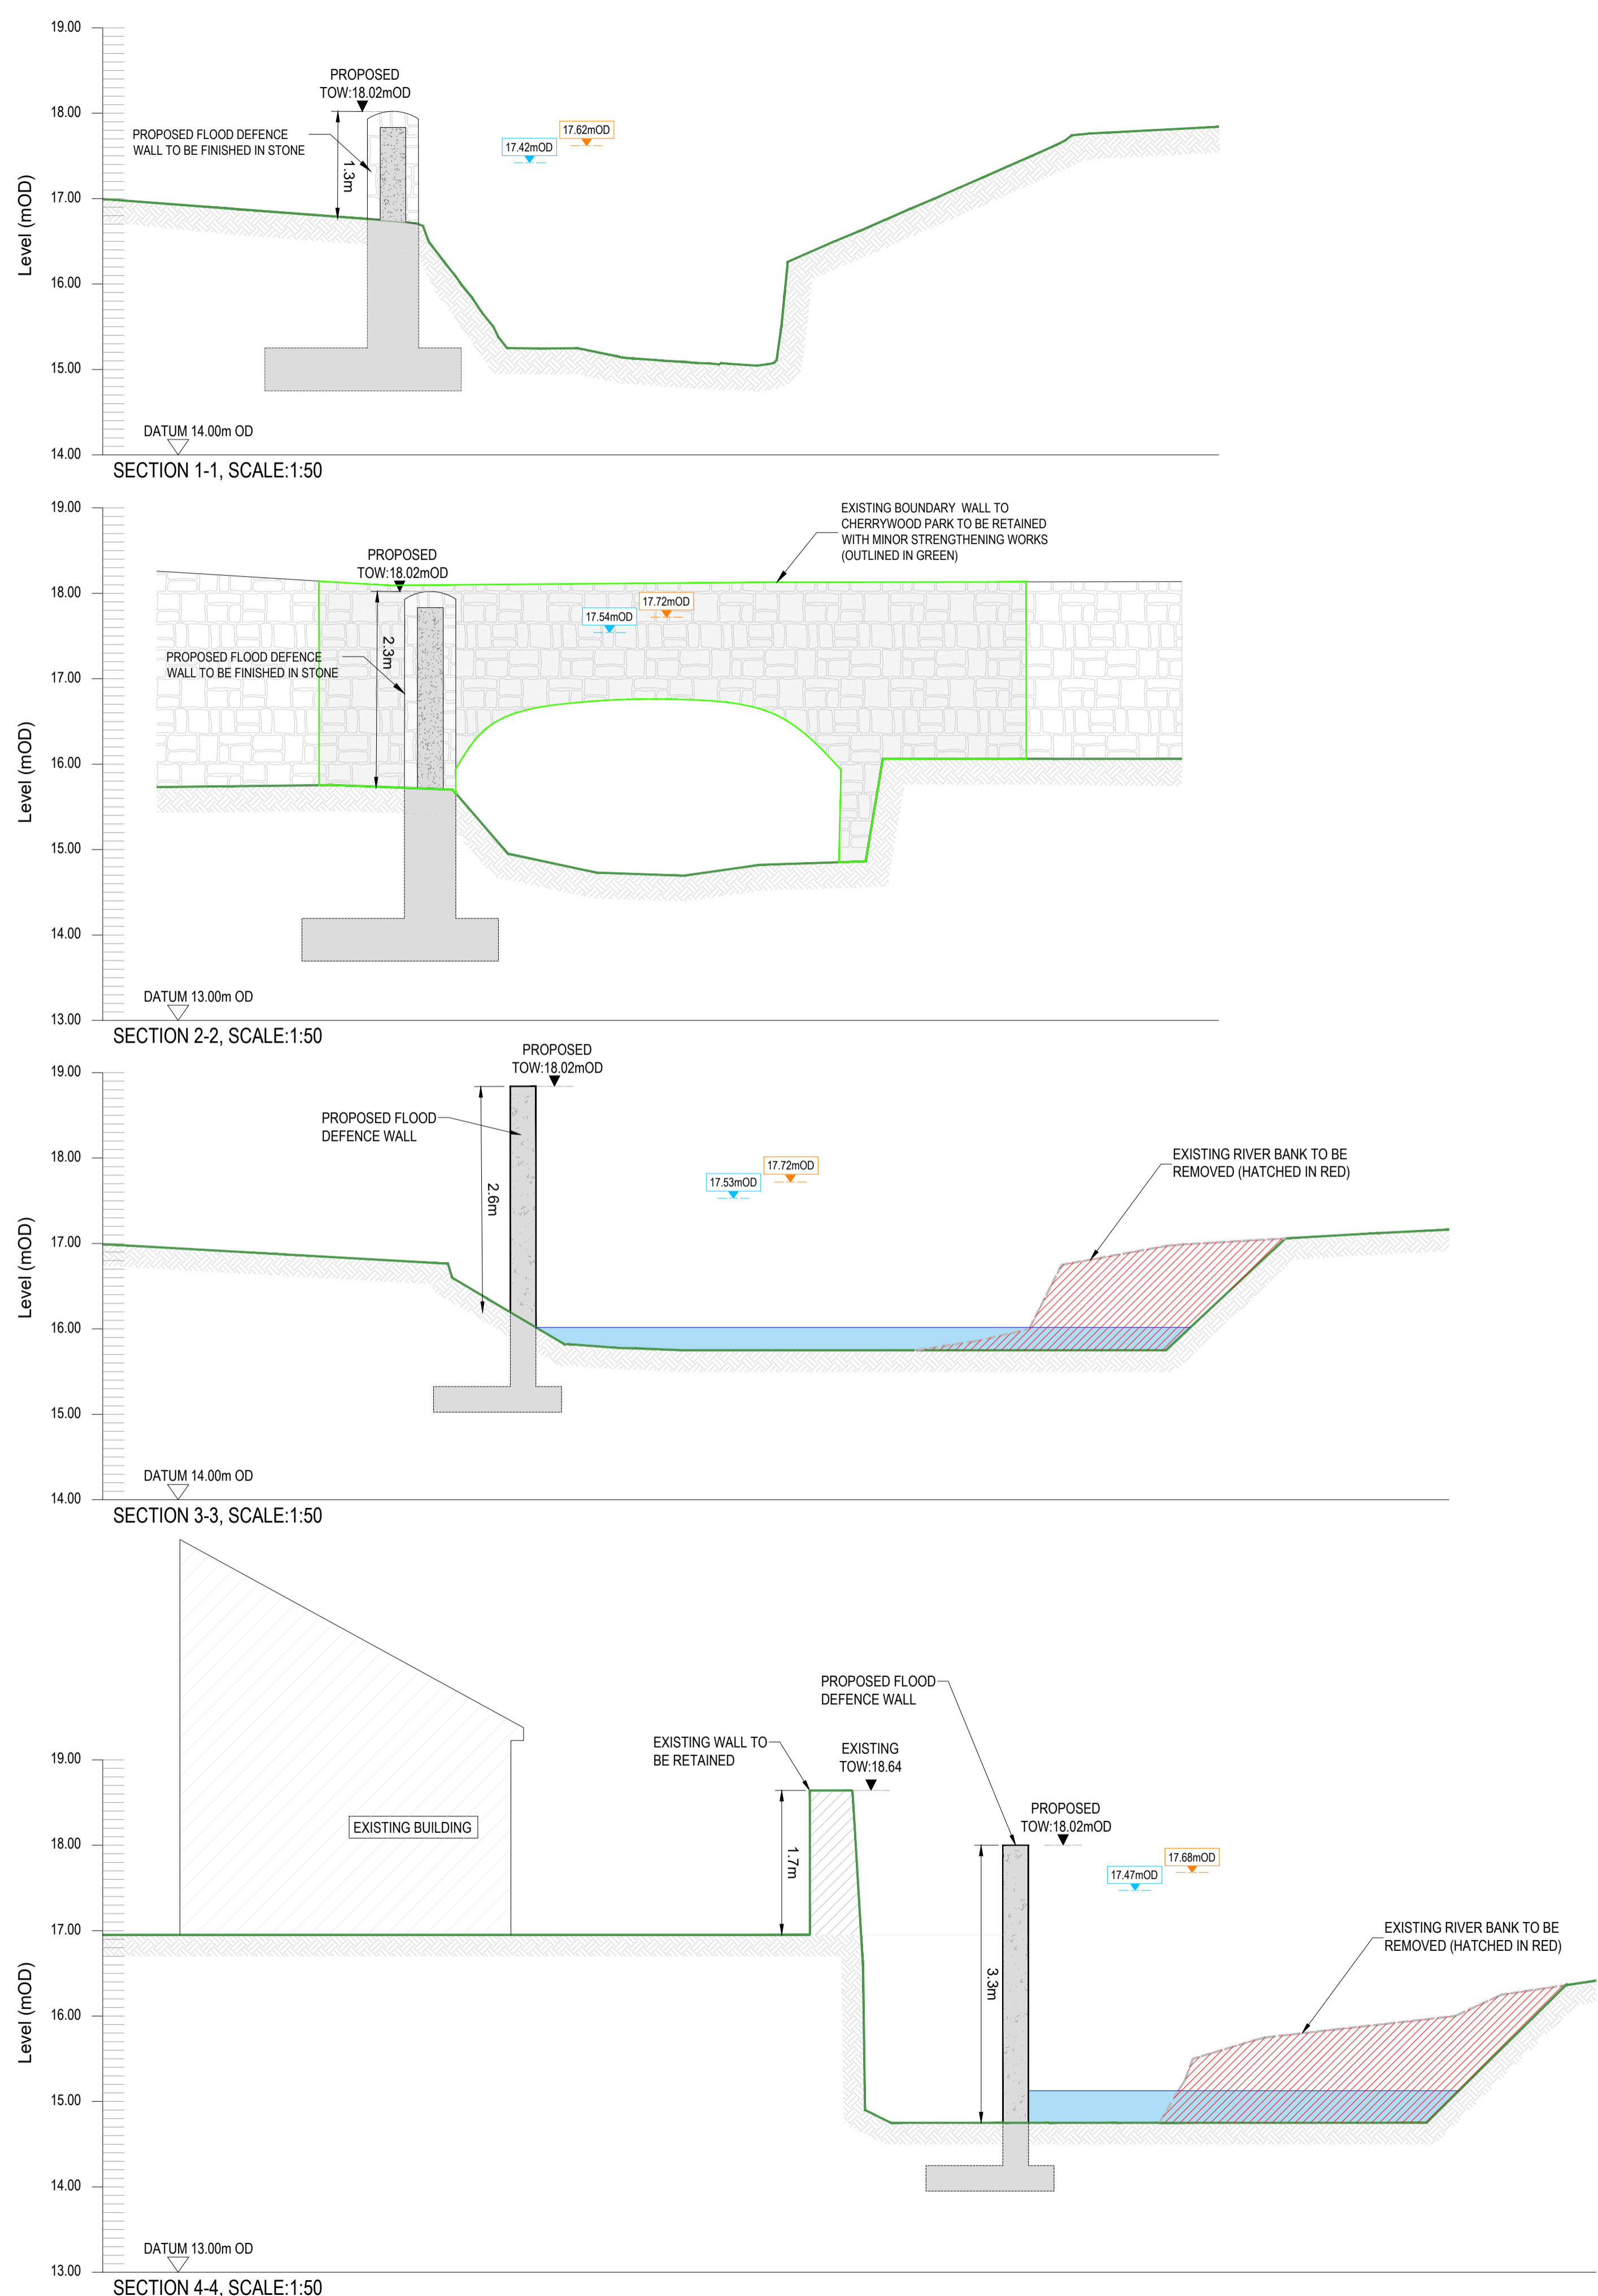 19.00
18.00
17.00
16.00
15.00
14.00
Level (mOD)
PROPOSED
TOW:18.02mOD
PROPOSED FLOOD DEFENCE
WALL TO BE FINISHED IN STONE
1.3m
17.42mOD
17.62mOD
DATUM 14.00m OD
SECTION 1-1, SCALE:1:50
19.00
18.00
17.00
16.00
15.00
14.00
13.00
Level (mOD)
EXISTING BOUNDARY WALL TO
CHERRYWOOD PARK TO BE RETAINED
WITH MINOR STRENGTHENING WORKS
(OUTLINED IN GREEN)
PROPOSED
TOW:18.02mOD
17.54mOD
17.72mOD
2.3m
PROPOSED FLOOD DEFENCE
WALL TO BE FINISHED IN STONE
DATUM 13.00m OD
SECTION 2-2, SCALE:1:50
19.00
18.00
17.00
16.00
15.00
14.00
Level (mOD)
PROPOSED
TOW:18.02mOD
PROPOSED FLOOD
DEFENCE WALL
2.6m
17.53mOD
17.72mOD
EXISTING RIVER BANK TO BE
REMOVED (HATCHED IN RED)
DATUM 14.00m OD
SECTION 3-3, SCALE:1:50
19.00
18.00
17.00
16.00
15.00
14.00
13.00
Level (mOD)
EXISTING BUILDING
EXISTING WALL TO
BE RETAINED
EXISTING
TOW:18.64
1.7m
PROPOSED FLOOD
DEFENCE WALL
PROPOSED
TOW:18.02mOD
3.3m
17.47mOD
17.68mOD
EXISTING RIVER BANK TO BE
REMOVED (HATCHED IN RED)
DATUM 13.00m OD
SECTION 4-4, SCALE:1:50